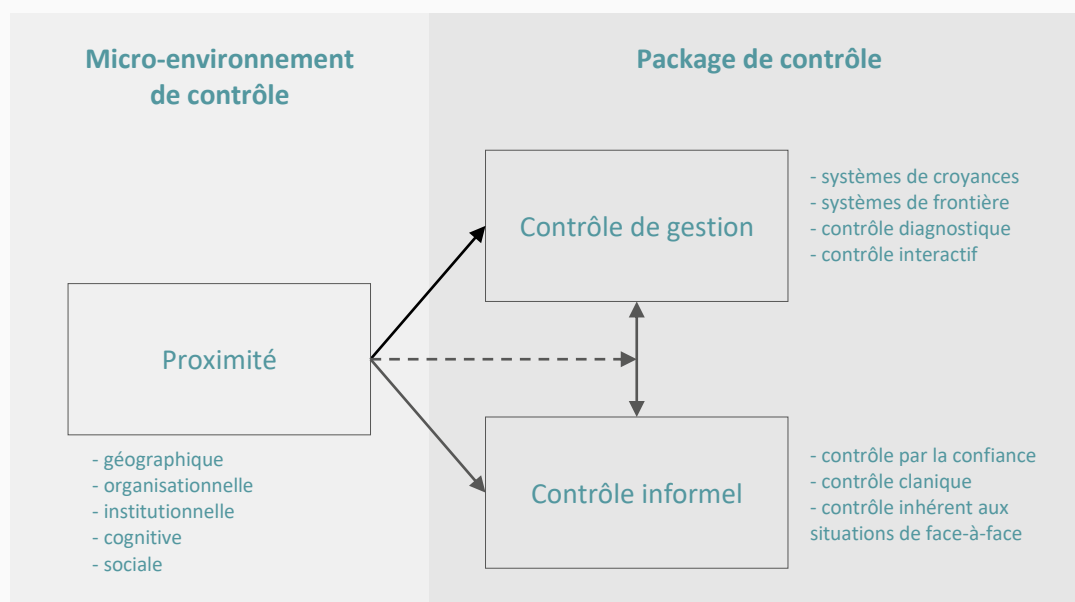 Micro-environnement
de contrôle
Package de contrôle
Contrôle de gestion
- systèmes de croyances
- systèmes de frontière
- contrôle diagnostique
- contrôle interactif
Proximité
- géographique
- organisationnelle
- institutionnelle
- cognitive
- sociale
Contrôle informel
- contrôle par la confiance
- contrôle clanique
- contrôle inhérent aux
situations de face-à-face